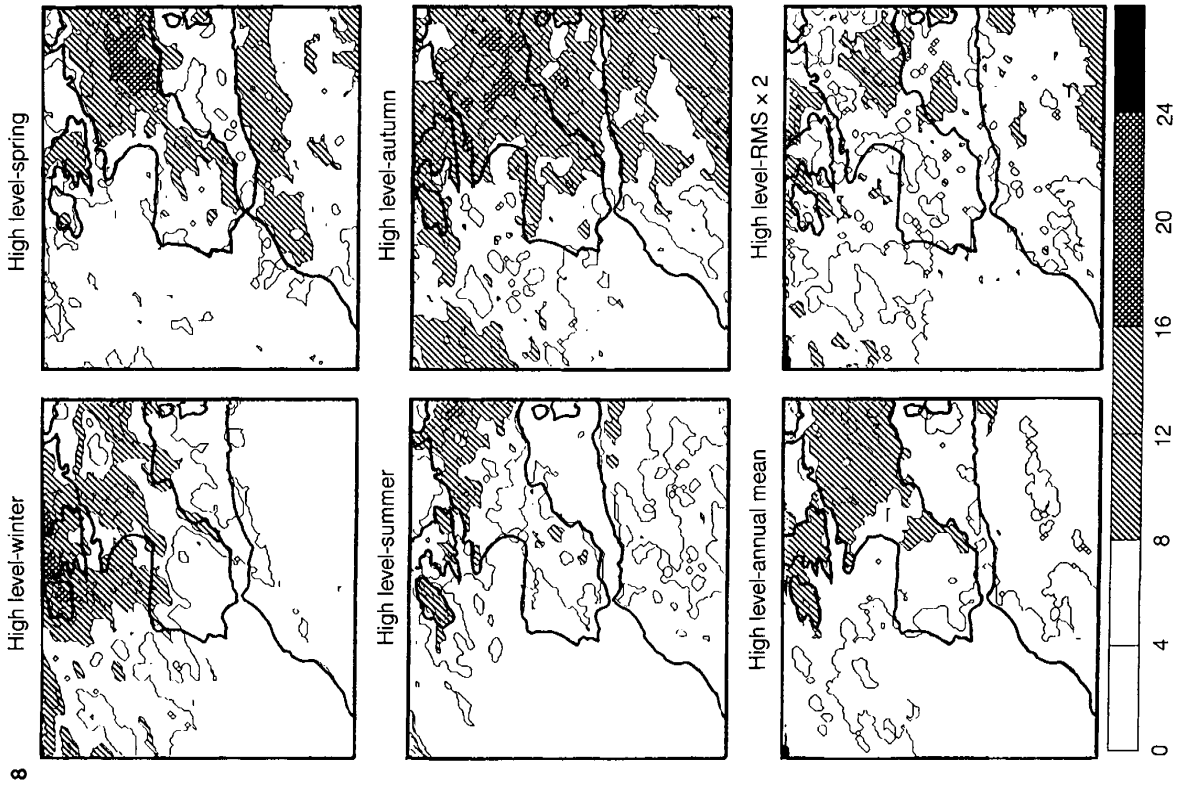 8
High level-winter
High level-spring
High level-summer
High level-autumn
High level-annual mean
High level-RMS × 2
0 4 8 12 16 20 24